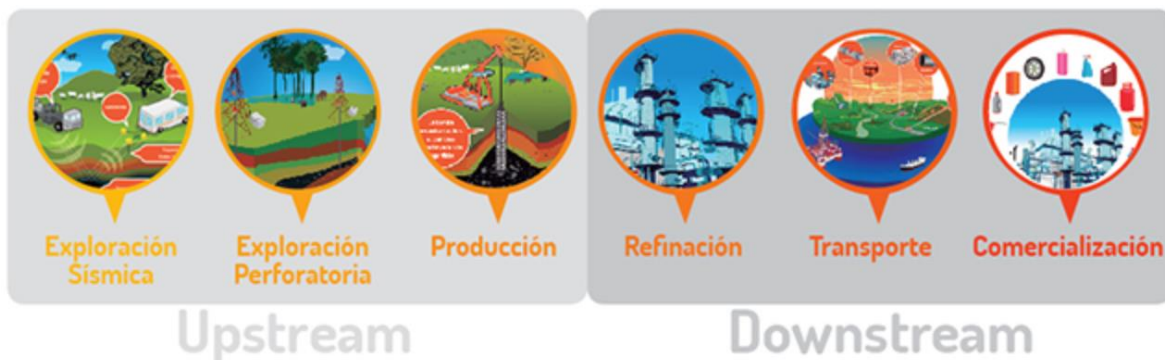 Exploración
Sísmica
Exploración
Perforatoria
Producción
Refinación
Transporte
Comercialización
Upstream
Downstream